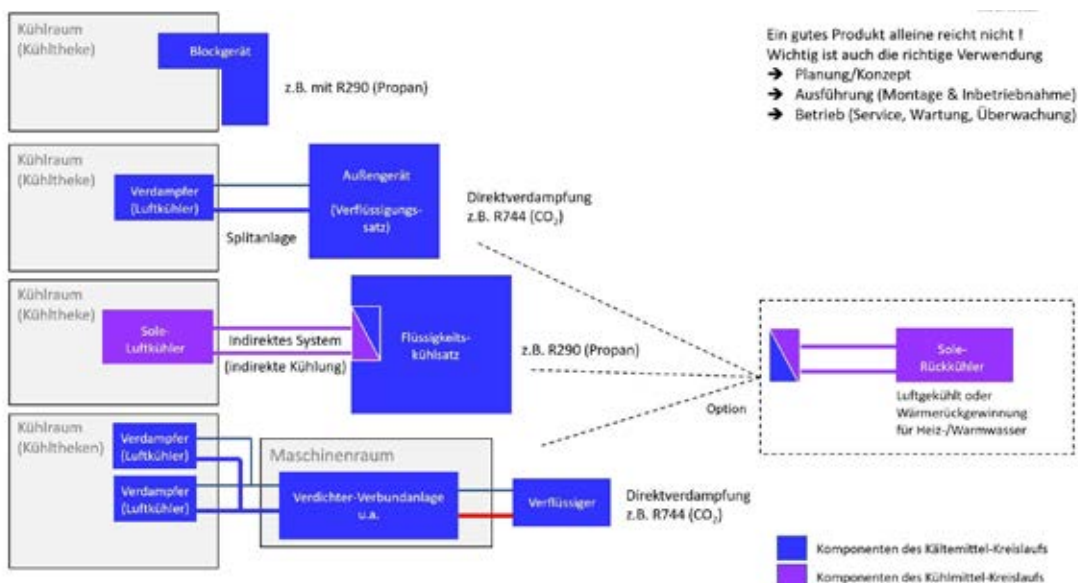 Kühlraum
(Kühltheke)
Blockgerät
z.B. mit R290 (Propan)
Ein gutes Produkt alleine reicht nicht !
Wichtig ist auch die richtige Verwendung
➔ Planung/Konzept
➔ Ausführung (Montage & Inbetriebnahme)
➔ Betrieb (Service, Wartung, Überwachung)
Kühlraum
(Kühltheke)
Verdampfer
(Luftkühler)
Splitanlage
Außengerät
(Verflüssigungs-
satz)
Direktverdampfung
z.B. R744 (CO₂)
Kühlraum
(Kühltheke)
Sole-
Luftkühler
Indirektes System
(indirekte Kühlung)
Flüssigkeits-
kühlsatz
z.B. R290 (Propan)
Option
Sole-
Rückkühler
Luftgekühlt oder
Wärmerückgewinnung
für Heiz-/Warmwasser
Kühlraum
(Kühltheken)
Verdampfer
(Luftkühler)
Verdampfer
(Luftkühler)
Maschinenraum
Verdichter-Verbundanlage
u.a.
Verflüssiger
Direktverdampfung
z.B. R744 (CO₂)
Komponenten des Kältemittel-Kreislaufs
Komponenten des Kühlmittel-Kreislaufs